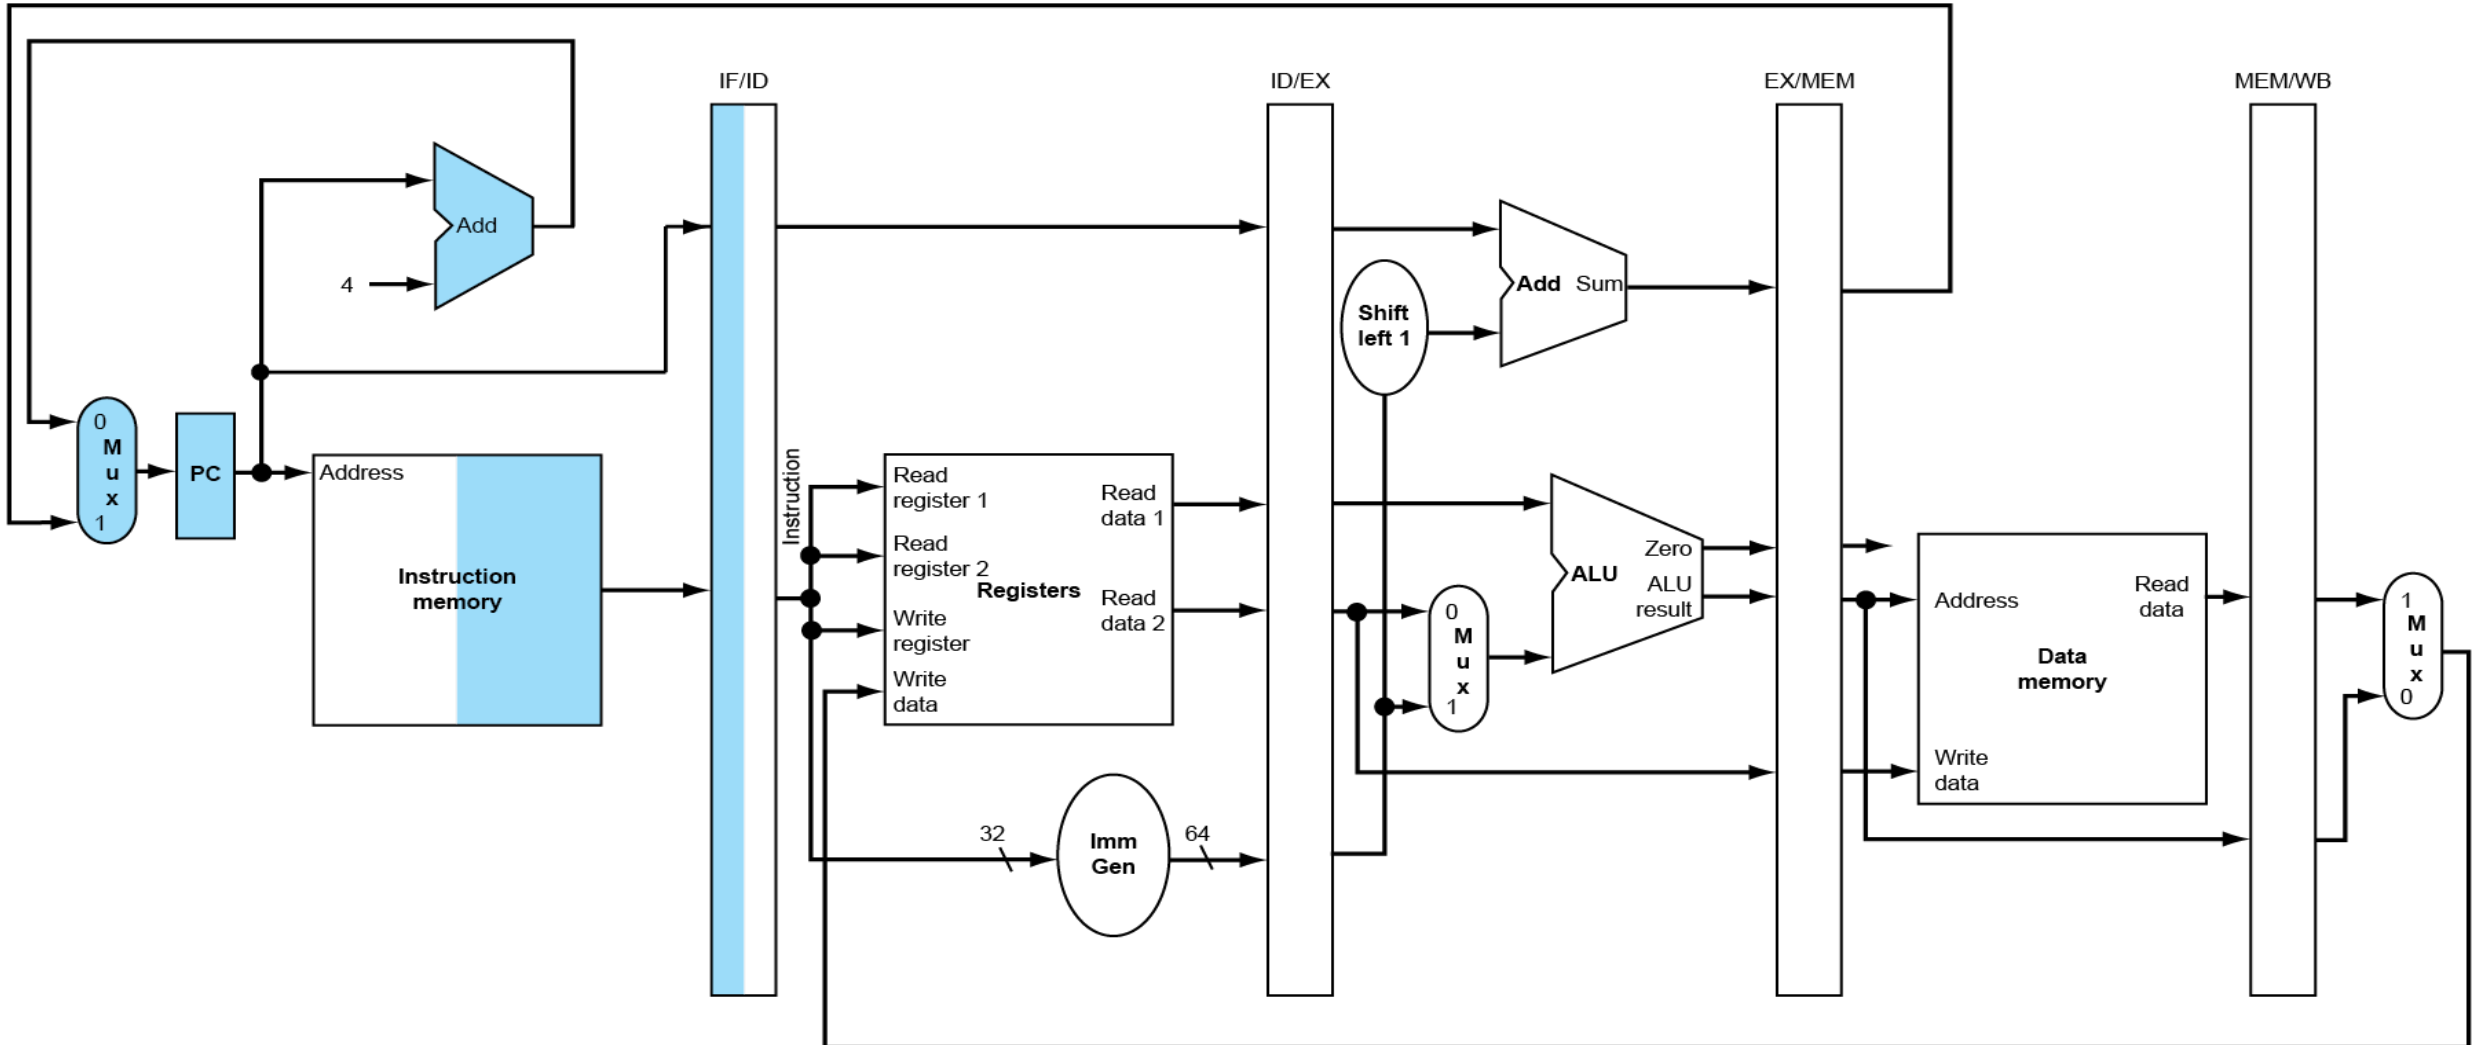 IF/ID
ID/EX
EX/MEM
MEM/WB
Add
4
Add Sum
Shift
left 1
0
M
u
x
1
PC
Address
Instruction
memory
Instruction
Read
register 1
Read
register 2
Write
register
Write
data
Registers
Read
data 1
Read
data 2
32
Imm
Gen
64
0
M
u
x
1
Zero
ALU
ALU
result
Address
Read
data
Data
memory
Write
data
1
M
u
x
0